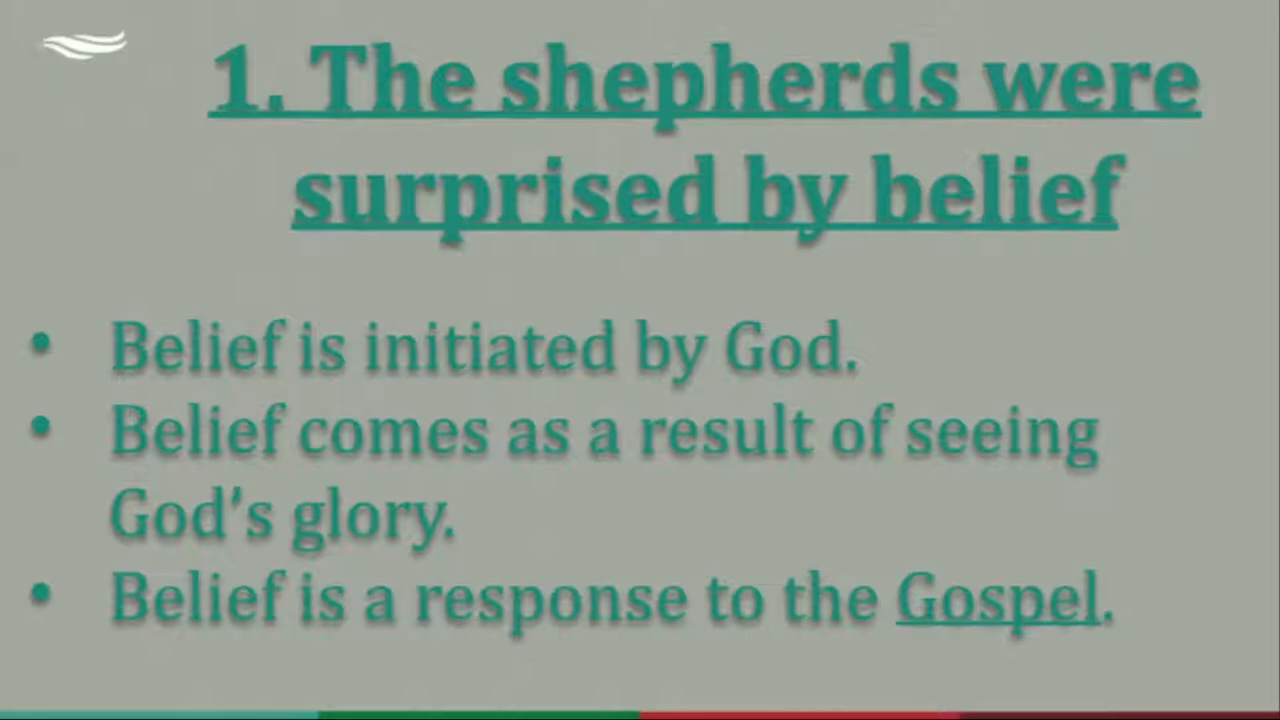 1. The shepherds were
surprised by belief
• Belief is initiated by God.
• Belief comes as a result of seeing
God's glory.
• Belief is a response to the Gospel.